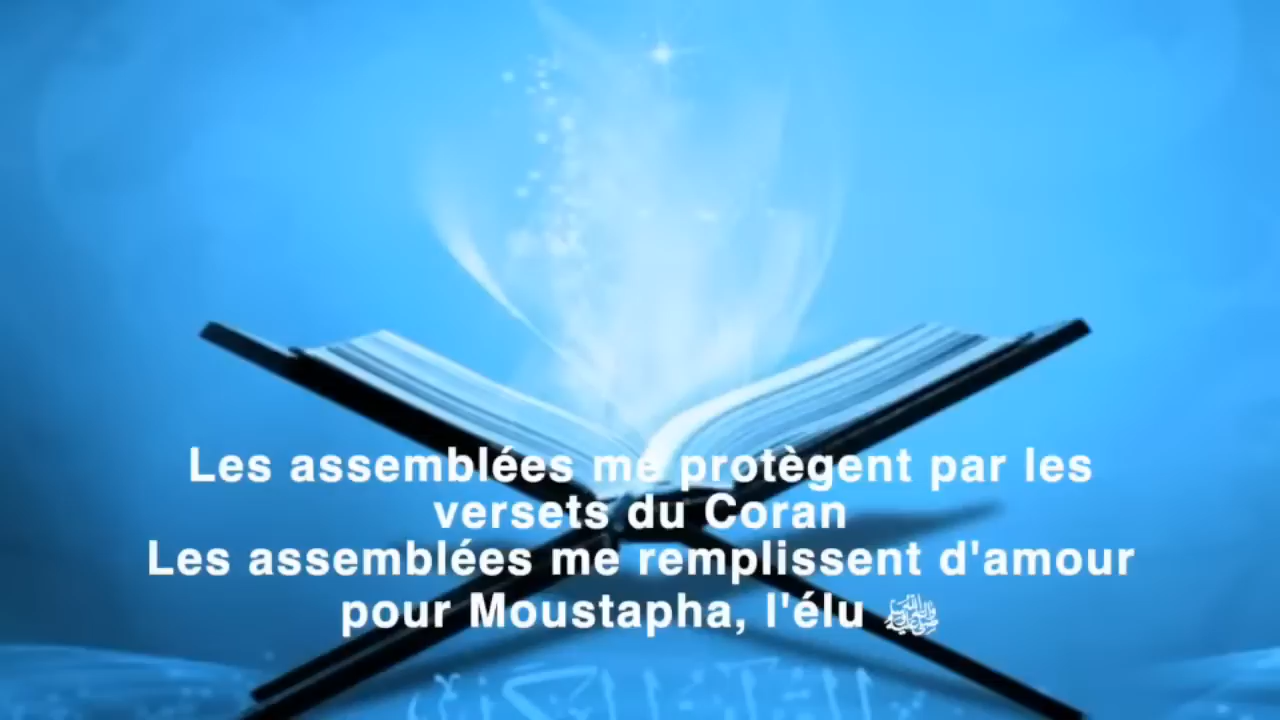 Les assemblées me protègent par les
versets du Coran
Les assemblées me remplissent d'amour
pour Moustapha, l'élu ﷺ